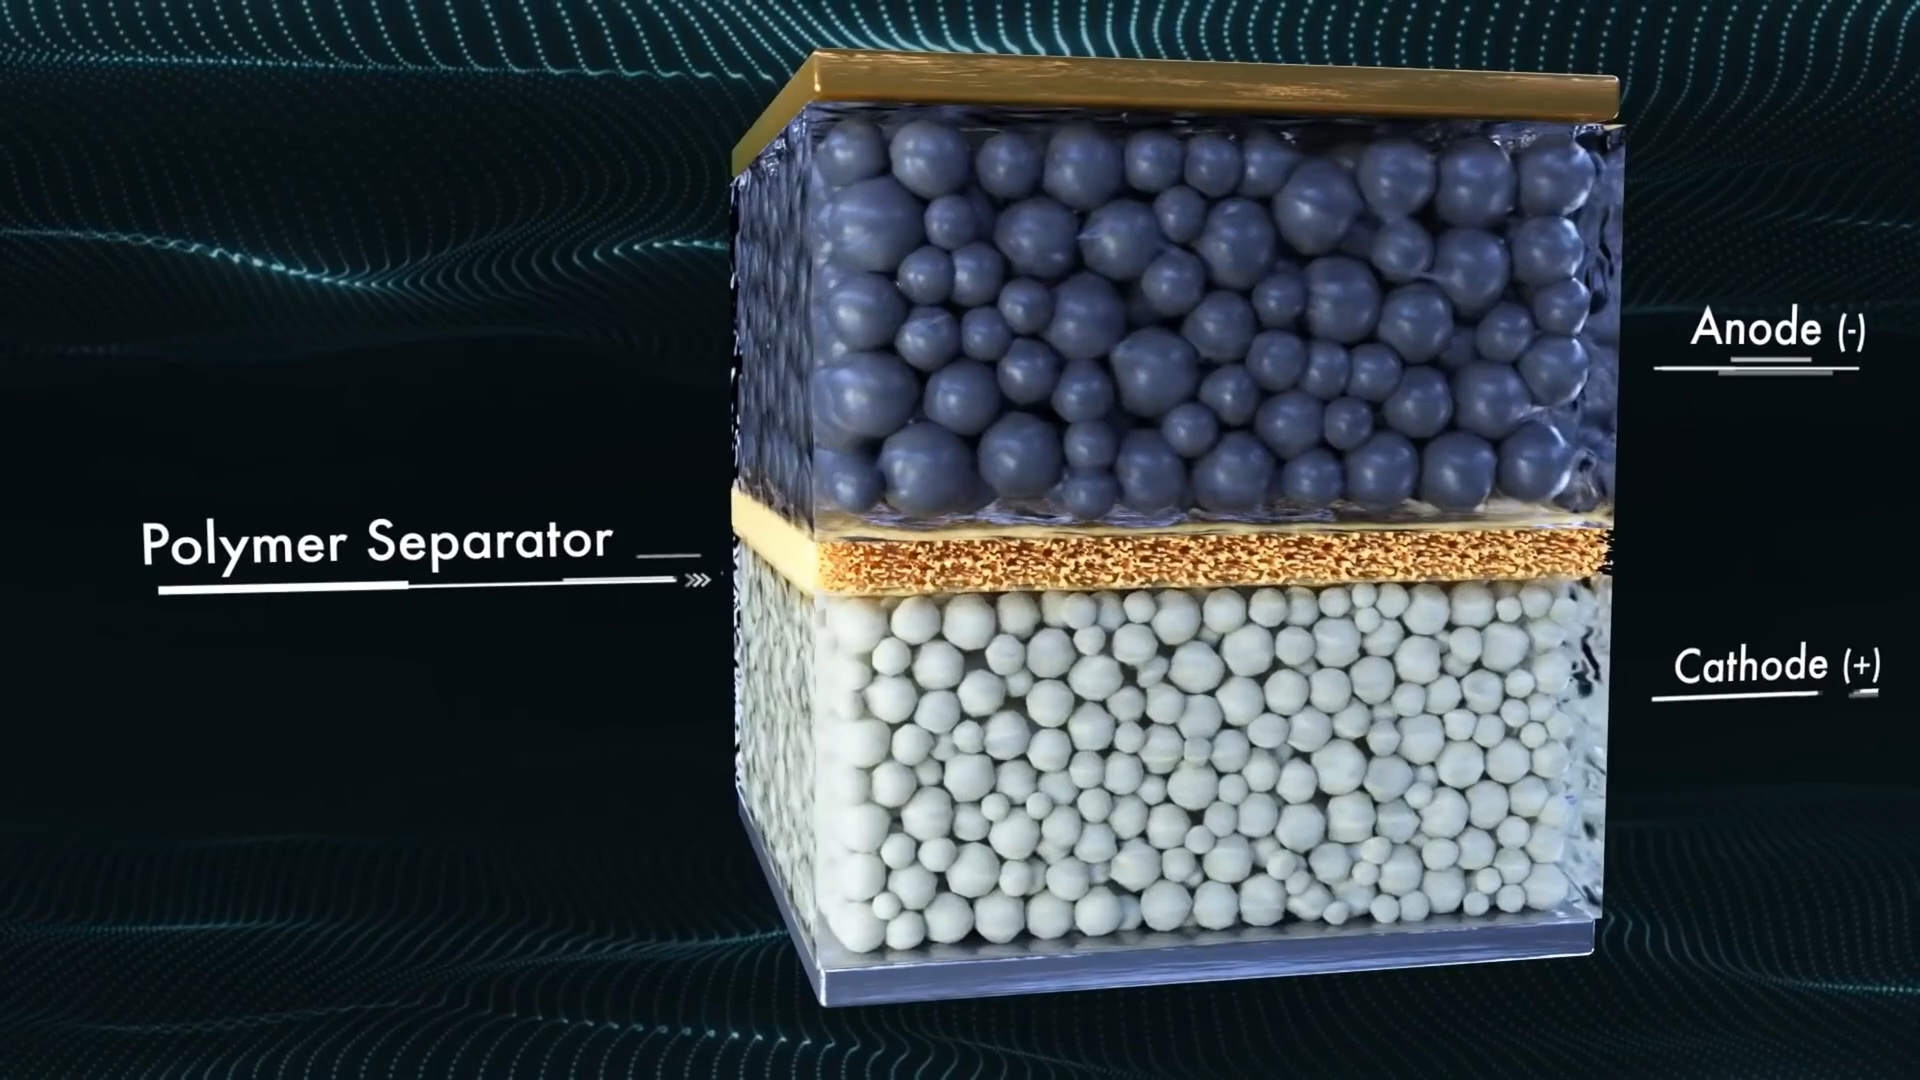 Anode (-)
Polymer Separator
Cathode (+)